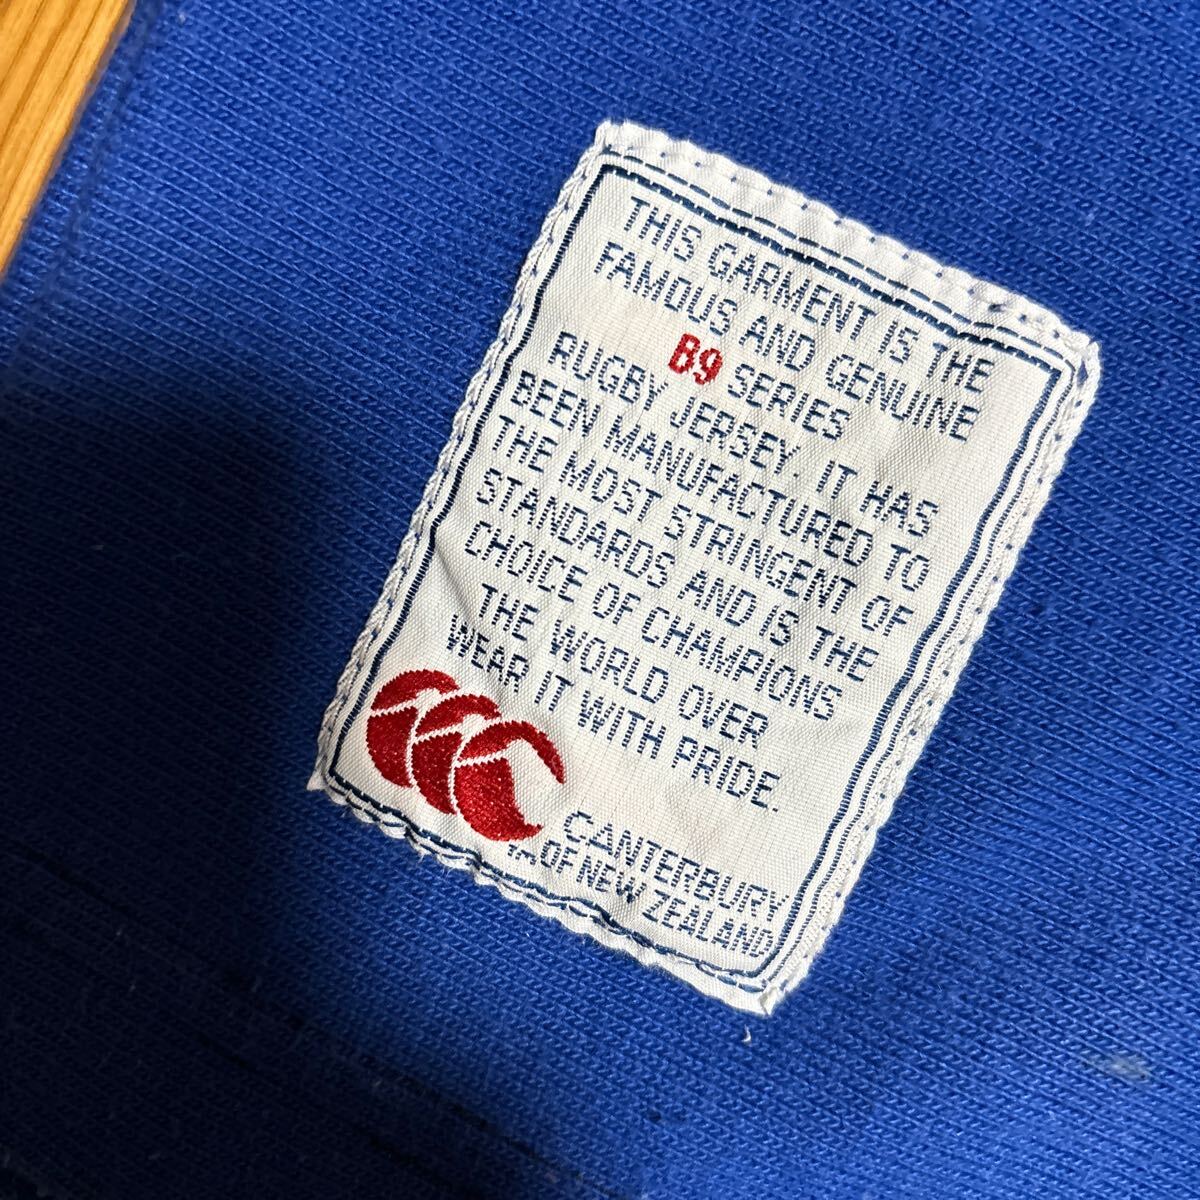 THIS GARMENT IS THE
FAMOUS AND GENUINE
B9 SERIES
RUGBY JERSEY. IT HAS
BEEN MANUFACTURED TO
THE MOST STRINGENT OF
STANDARDS AND IS THE
CHOICE OF CHAMPIONS
THE WORLD OVER
WEAR IT WITH PRIDE.
CANTERBURY
OF NEW ZEALAND